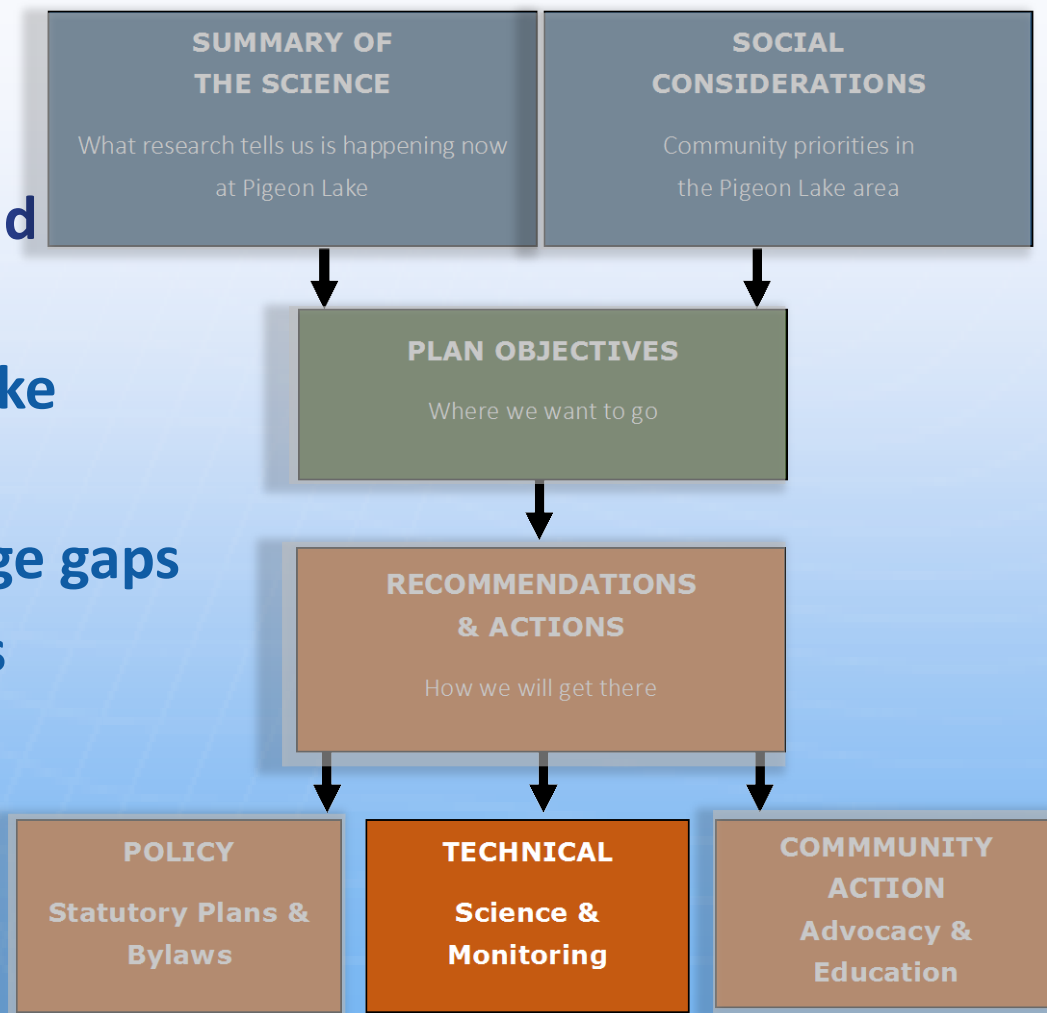 SUMMARY OF
THE SCIENCE
What research tells us is happening now
at Pigeon Lake
SOCIAL
CONSIDERATIONS
Community priorities in
the Pigeon Lake area
d
ke
ge gaps
s
PLAN OBJECTIVES
Where we want to go
RECOMMENDATIONS
& ACTIONS
How we will get there
POLICY
Statutory Plans &
Bylaws
TECHNICAL
Science &
Monitoring
COMMMUNITY
ACTION
Advocacy &
Education